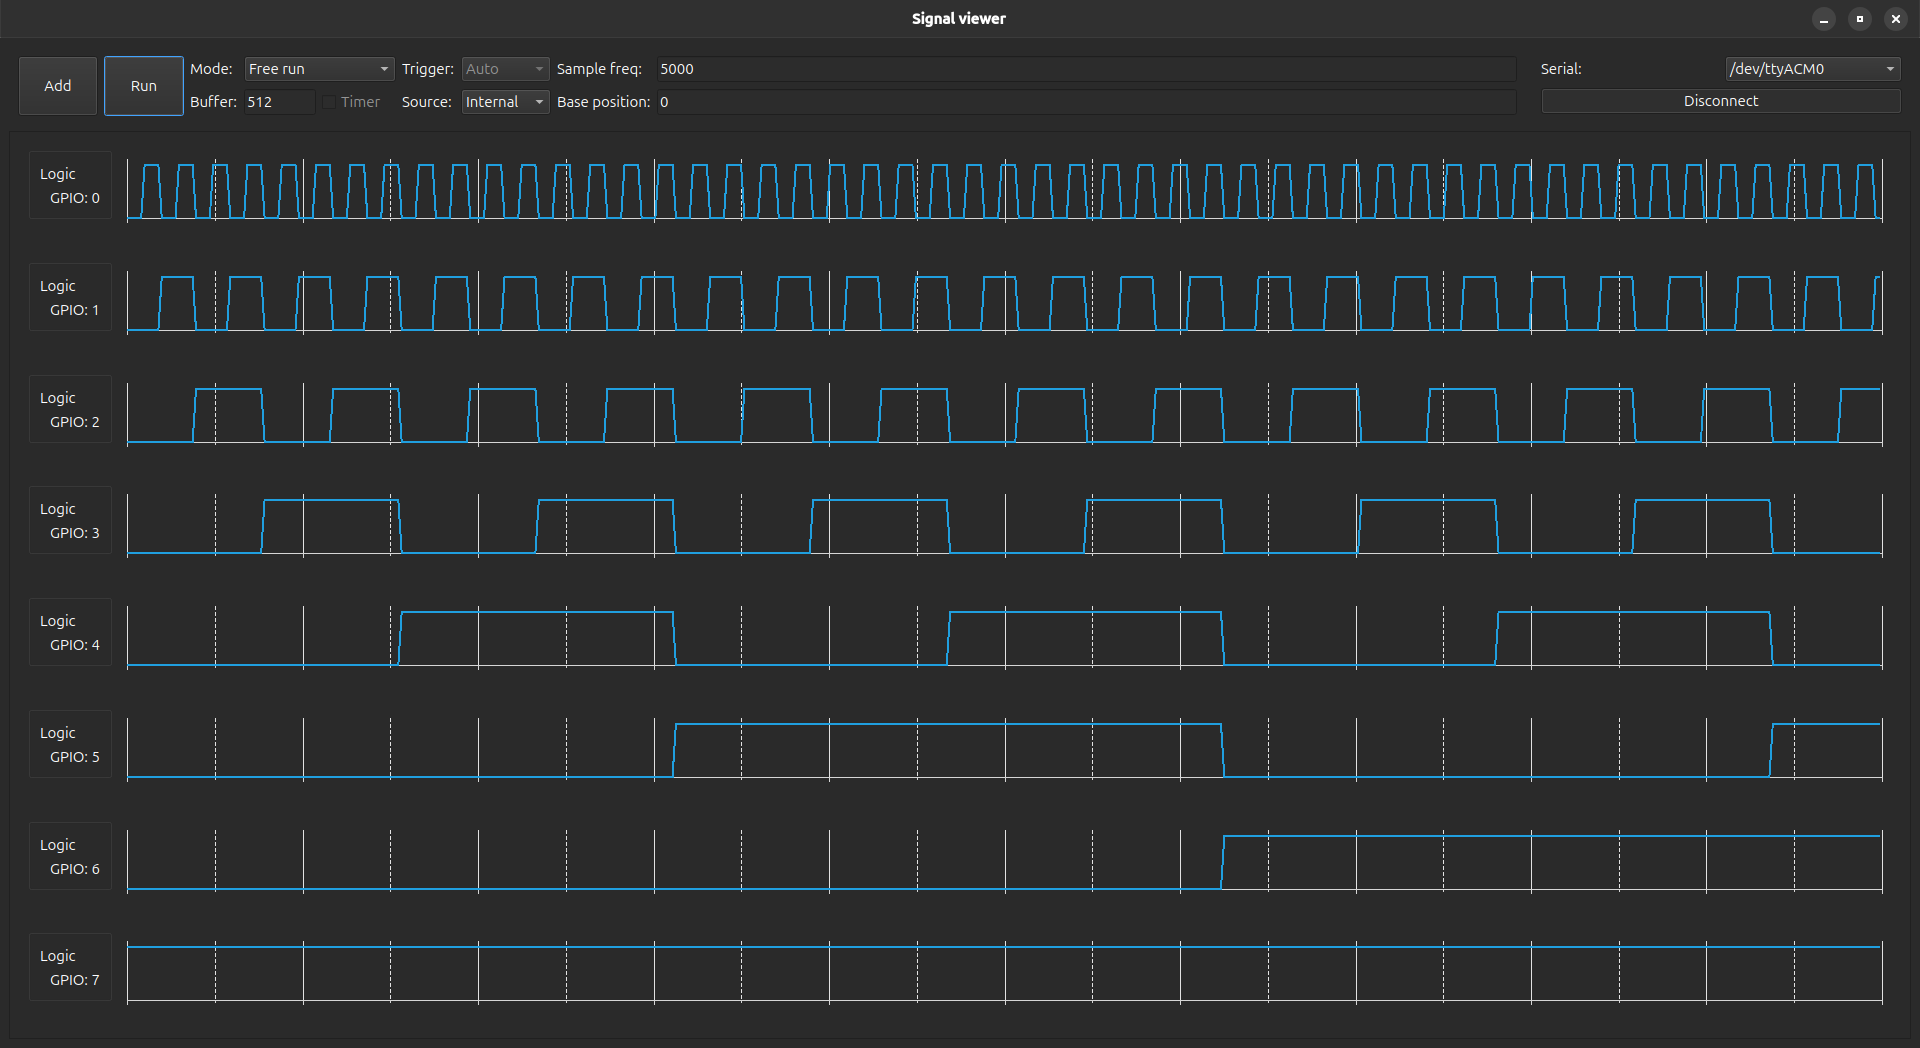 Signal viewer
Add
Run
Mode: Free run Trigger: Auto Sample freq: 5000
Buffer: 512 Timer Source: Internal Base position: 0
Serial: /dev/ttyACM0
Disconnect
Logic
GPIO: 0
Logic
GPIO: 1
Logic
GPIO: 2
Logic
GPIO: 3
Logic
GPIO: 4
Logic
GPIO: 5
Logic
GPIO: 6
Logic
GPIO: 7